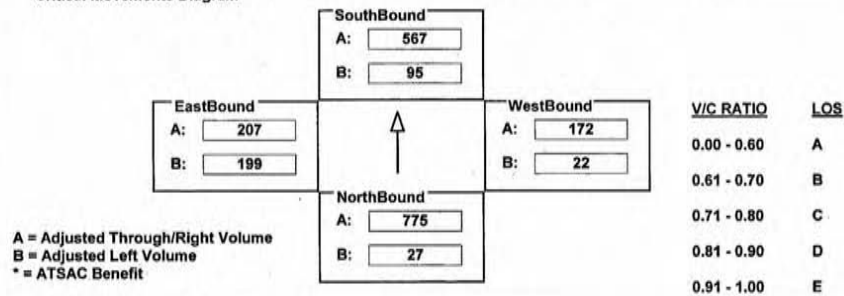 SouthBound
A: 567
B: 95
EastBound
A: 207
B: 199
WestBound
A: 172
B: 22
NorthBound
A: 775
B: 27
A = Adjusted Through/Right Volume
B = Adjusted Left Volume
* = ATSAC Benefit
V/C RATIO LOS
0.00 - 0.60 A
0.61 - 0.70 B
0.71 - 0.80 C
0.81 - 0.90 D
0.91 - 1.00 E